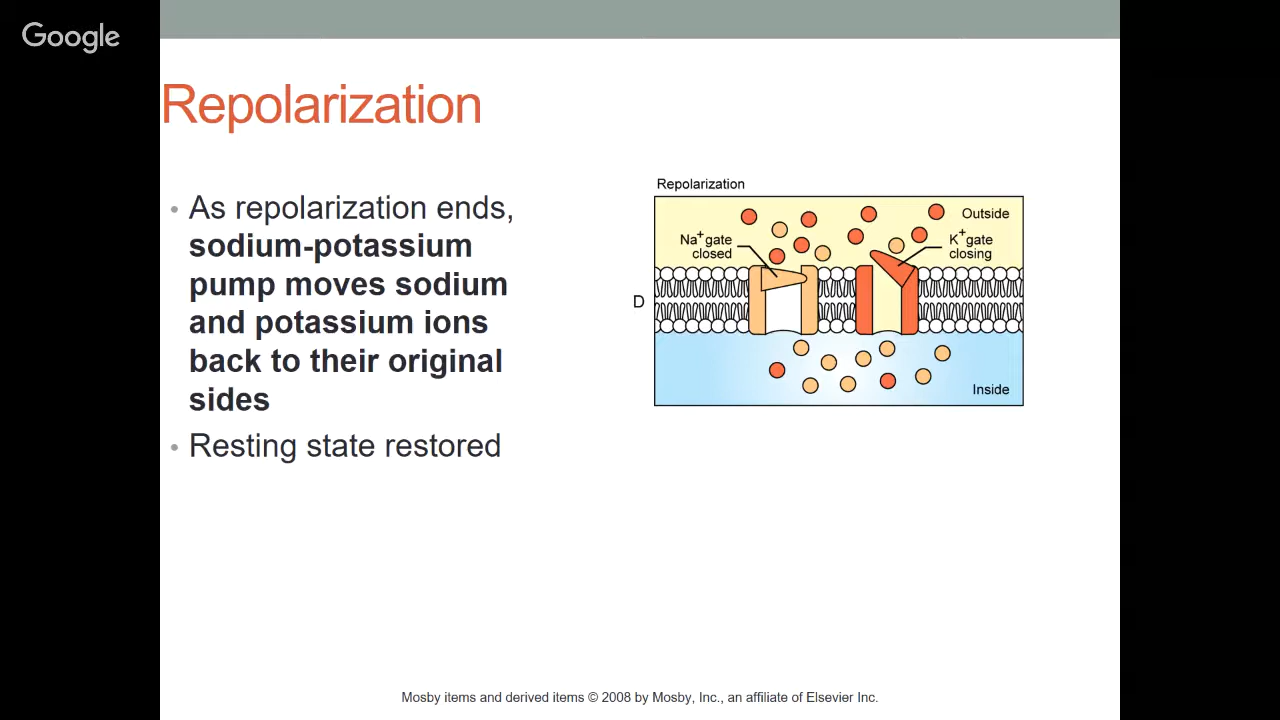 Google
Repolarization
• As repolarization ends,
sodium-potassium
pump moves sodium
and potassium ions
back to their original
sides
• Resting state restored
Repolarization
Outside
Na+ gate
closed
K+ gate
closing
D
Inside
Mosby items and derived items © 2008 by Mosby, Inc., an affiliate of Elsevier Inc.